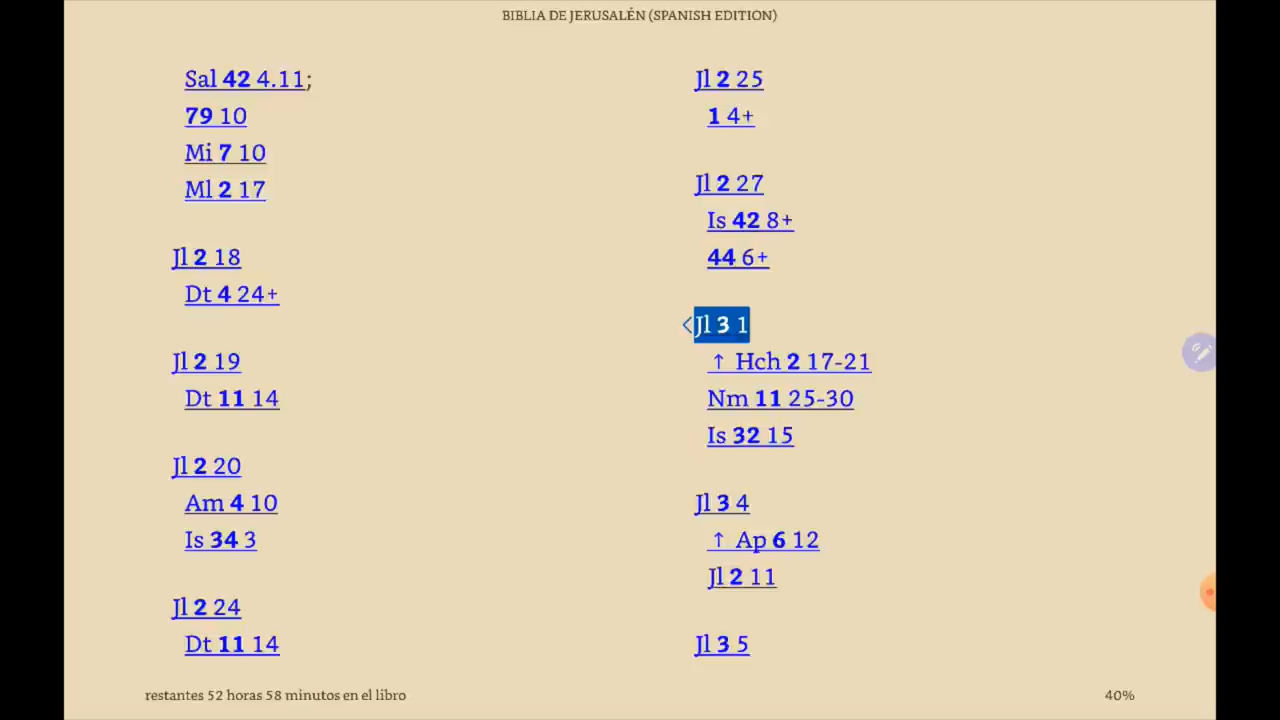 BIBLIA DE JERUSALÉN (SPANISH EDITION)
Sal 42 4.11;
79 10
Mi 7 10
Ml 2 17
Jl 2 18
Dt 4 24+
Jl 2 19
Dt 11 14
Jl 2 20
Am 4 10
Is 34 3
Jl 2 24
Dt 11 14
Jl 2 25
1 4+
Jl 2 27
Is 42 8+
44 6+
<Jl 3 1
↑ Hch 2 17-21
Nm 11 25-30
Is 32 15
Jl 3 4
↑ Ap 6 12
Jl 2 11
Jl 3 5
restantes 52 horas 58 minutos en el libro
40%